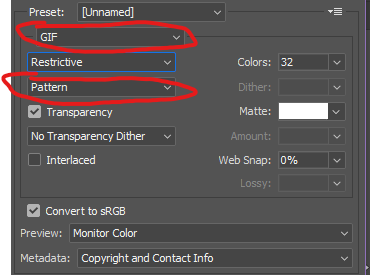 Preset: [Unnamed]
GIF
Restrictive Colors: 32
Pattern Dither:
Transparency Matte:
No Transparency Dither Amount:
Interlaced Web Snap: 0%
Lossy:
Convert to sRGB
Preview: Monitor Color
Metadata: Copyright and Contact Info